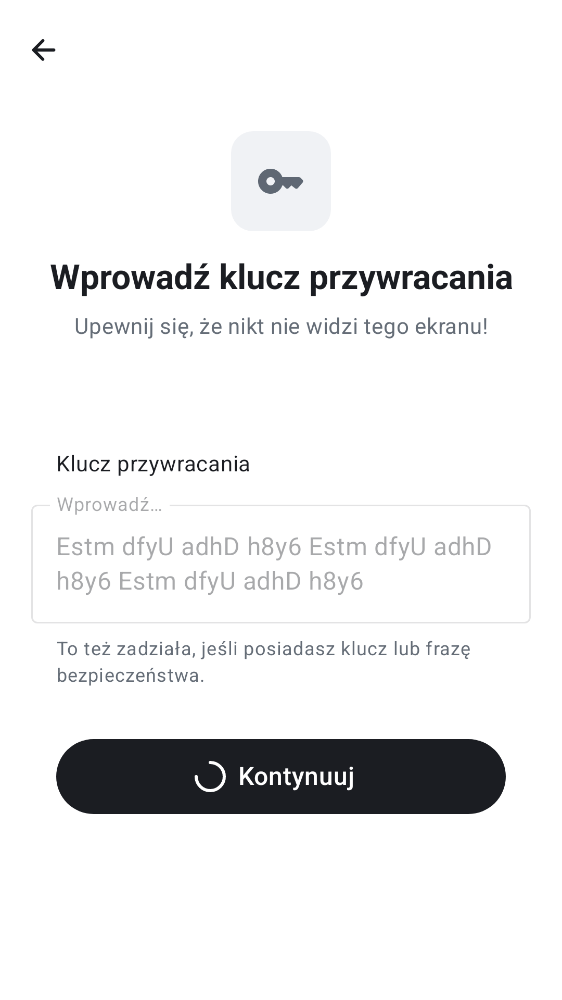 Wprowadź klucz przywracania
Upewnij się, że nikt nie widzi tego ekranu!
Klucz przywracania
Wprowadź…
Estm dfyU adhD h8y6 Estm dfyU adhD
h8y6 Estm dfyU adhD h8y6
To też zadziała, jeśli posiadasz klucz lub frazę
bezpieczeństwa.
Kontynuuj